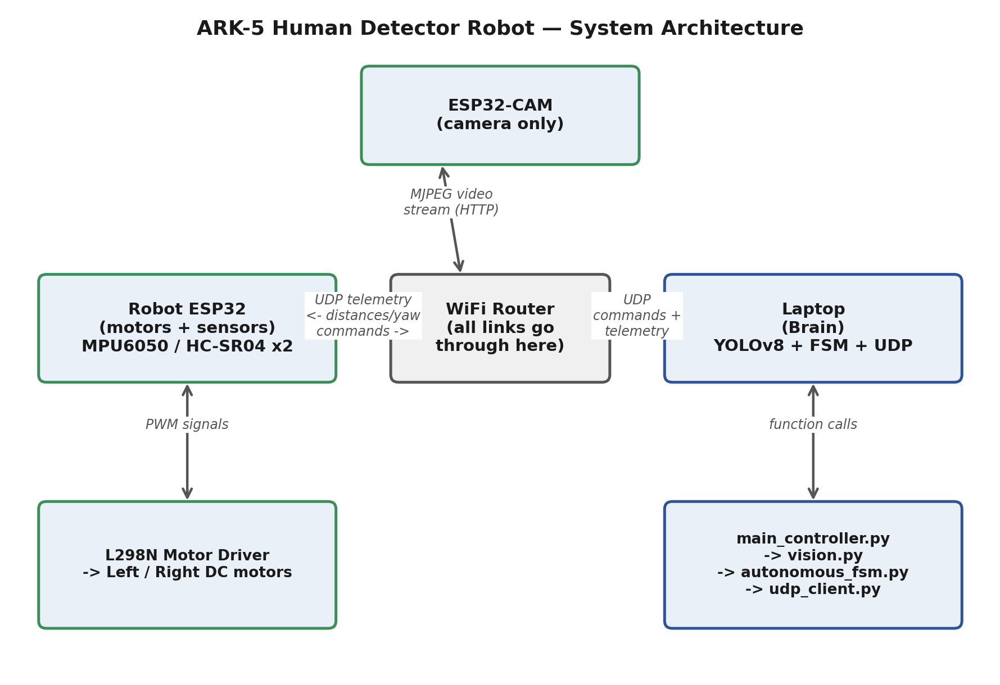 ARK-5 Human Detector Robot — System Architecture
ESP32-CAM
(camera only)
MJPEG video
stream (HTTP)
Robot ESP32
(motors + sensors)
MPU6050 / HC-SR04 x2
UDP telemetry
<- distances/yaw
commands ->
WiFi Router
(all links go
through here)
UDP
commands +
telemetry
Laptop
(Brain)
YOLOv8 + FSM + UDP
PWM signals
function calls
L298N Motor Driver
-> Left / Right DC motors
main_controller.py
-> vision.py
-> autonomous_fsm.py
-> udp_client.py